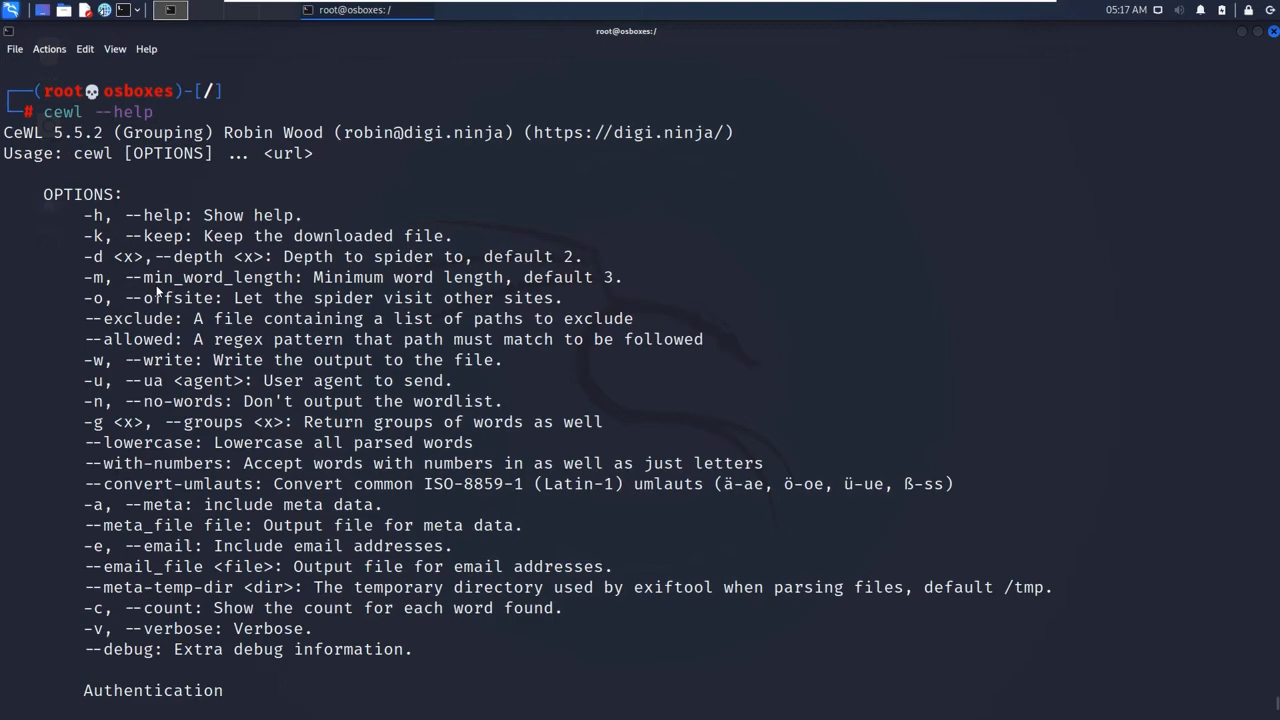 root@osboxes: /
05:17 AM
root@osboxes:/
File Actions Edit View Help
(root💀osboxes)-[/]
# cewl --help
CeWL 5.5.2 (Grouping) Robin Wood (robin@digi.ninja) (https://digi.ninja/)
Usage: cewl [OPTIONS] ... <url>
OPTIONS:
-h, --help: Show help.
-k, --keep: Keep the downloaded file.
-d <x>,--depth <x>: Depth to spider to, default 2.
-m, --min_word_length: Minimum word length, default 3.
-o, --offsite: Let the spider visit other sites.
--exclude: A file containing a list of paths to exclude
--allowed: A regex pattern that path must match to be followed
-w, --write: Write the output to the file.
-u, --ua <agent>: User agent to send.
-n, --no-words: Don't output the wordlist.
-g <x>, --groups <x>: Return groups of words as well
--lowercase: Lowercase all parsed words
--with-numbers: Accept words with numbers in as well as just letters
--convert-umlauts: Convert common ISO-8859-1 (Latin-1) umlauts (ä-ae, ö-oe, ü-ue, ß-ss)
-a, --meta: include meta data.
--meta_file file: Output file for meta data.
-e, --email: Include email addresses.
--email_file <file>: Output file for email addresses.
--meta-temp-dir <dir>: The temporary directory used by exiftool when parsing files, default /tmp.
-c, --count: Show the count for each word found.
-v, --verbose: Verbose.
--debug: Extra debug information.
Authentication